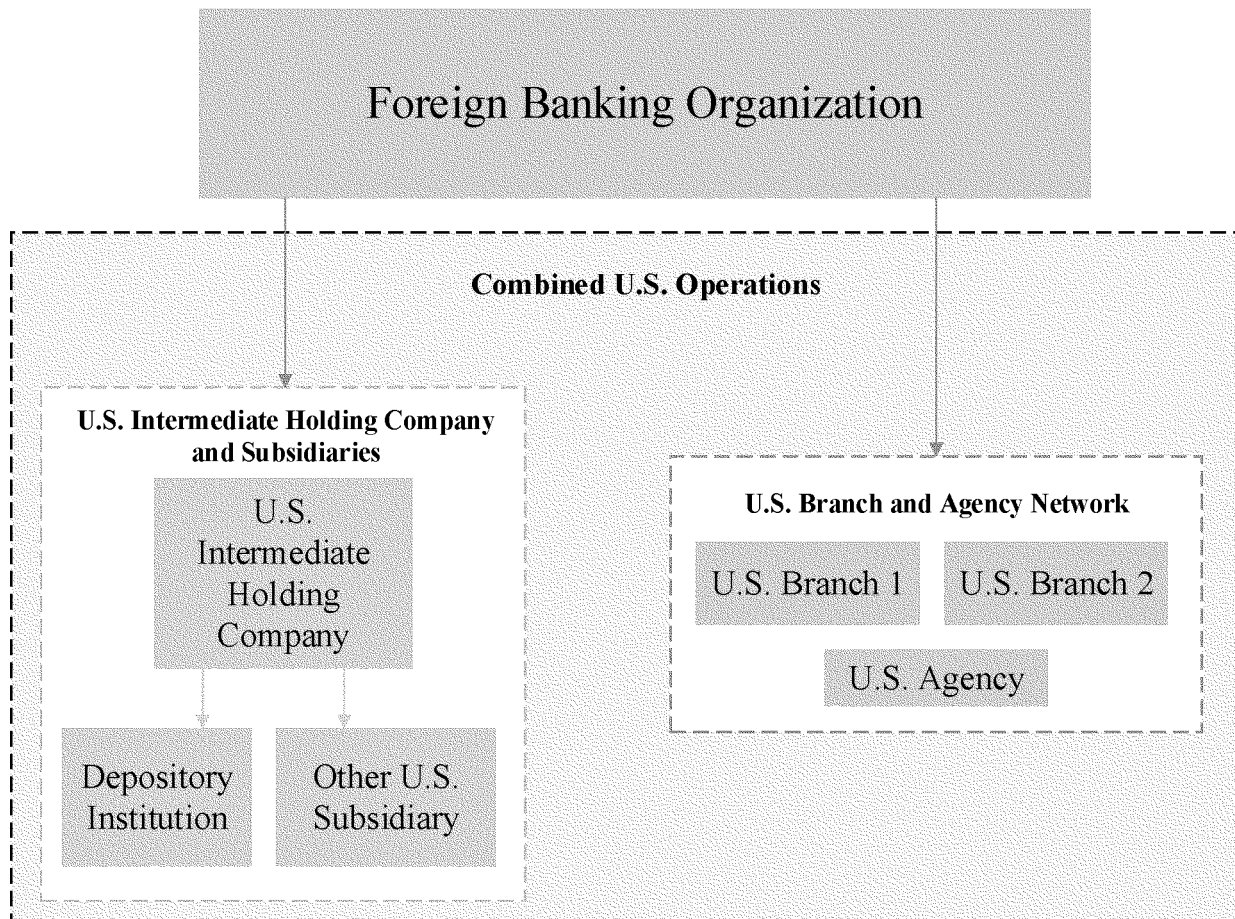 Foreign Banking Organization
Combined U.S. Operations
U.S. Intermediate Holding Company
and Subsidiaries
U.S.
Intermediate
Holding
Company
Depository
Institution
Other U.S.
Subsidiary
U.S. Branch and Agency Network
U.S. Branch 1
U.S. Branch 2
U.S. Agency